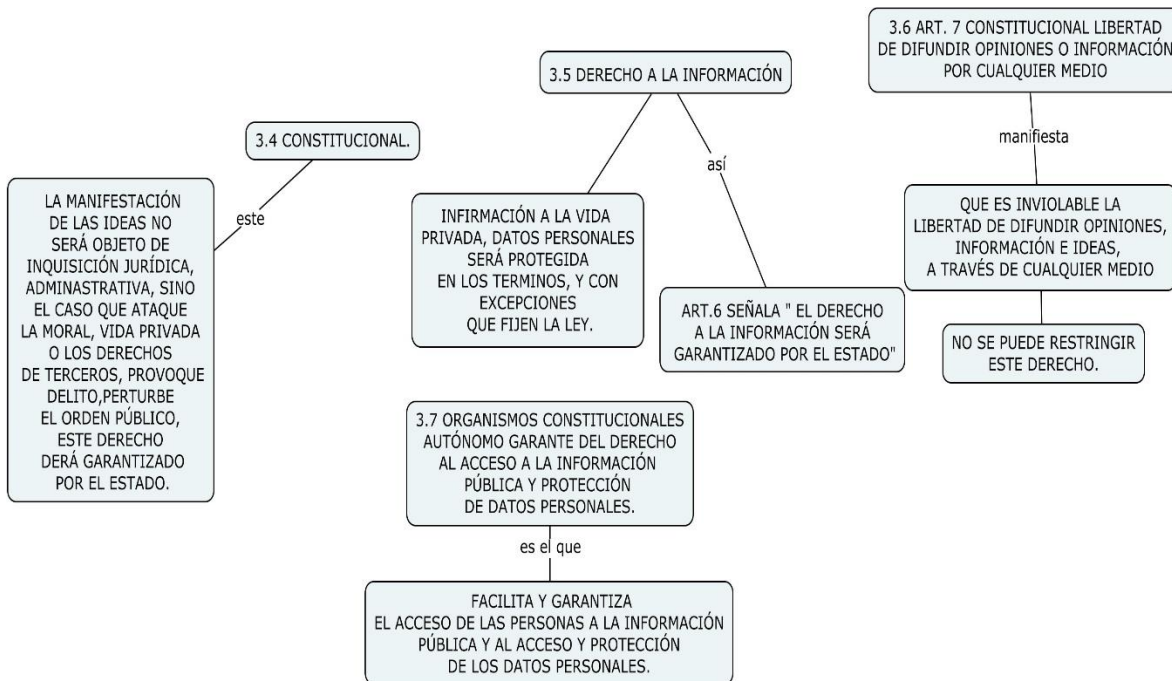 3.4 CONSTITUCIONAL.
este
LA MANIFESTACIÓN
DE LAS IDEAS NO
SERÁ OBJETO DE
INQUISICIÓN JURÍDICA,
ADMINASTRATIVA, SINO
EL CASO QUE ATAQUE
LA MORAL, VIDA PRIVADA
O LOS DERECHOS
DE TERCEROS, PROVOQUE
DELITO,PERTURBE
EL ORDEN PÚBLICO,
ESTE DERECHO
DERÁ GARANTIZADO
POR EL ESTADO.
3.5 DERECHO A LA INFORMACIÓN
INFIRMACIÓN A LA VIDA
PRIVADA, DATOS PERSONALES
SERÁ PROTEGIDA
EN LOS TERMINOS, Y CON
EXCEPCIONES
QUE FIJEN LA LEY.
así
ART.6 SEÑALA " EL DERECHO
A LA INFORMACIÓN SERÁ
GARANTIZADO POR EL ESTADO"
3.6 ART. 7 CONSTITUCIONAL LIBERTAD
DE DIFUNDIR OPINIONES O INFORMACIÓN
POR CUALQUIER MEDIO
manifiesta
QUE ES INVIOLABLE LA
LIBERTAD DE DIFUNDIR OPINIONES,
INFORMACIÓN E IDEAS,
A TRAVÉS DE CUALQUIER MEDIO
NO SE PUEDE RESTRINGIR
ESTE DERECHO.
3.7 ORGANISMOS CONSTITUCIONALES
AUTÓNOMO GARANTE DEL DERECHO
AL ACCESO A LA INFORMACIÓN
PÚBLICA Y PROTECCIÓN
DE DATOS PERSONALES.
es el que
FACILITA Y GARANTIZA
EL ACCESO DE LAS PERSONAS A LA INFORMACIÓN
PÚBLICA Y AL ACCESO Y PROTECCIÓN
DE LOS DATOS PERSONALES.